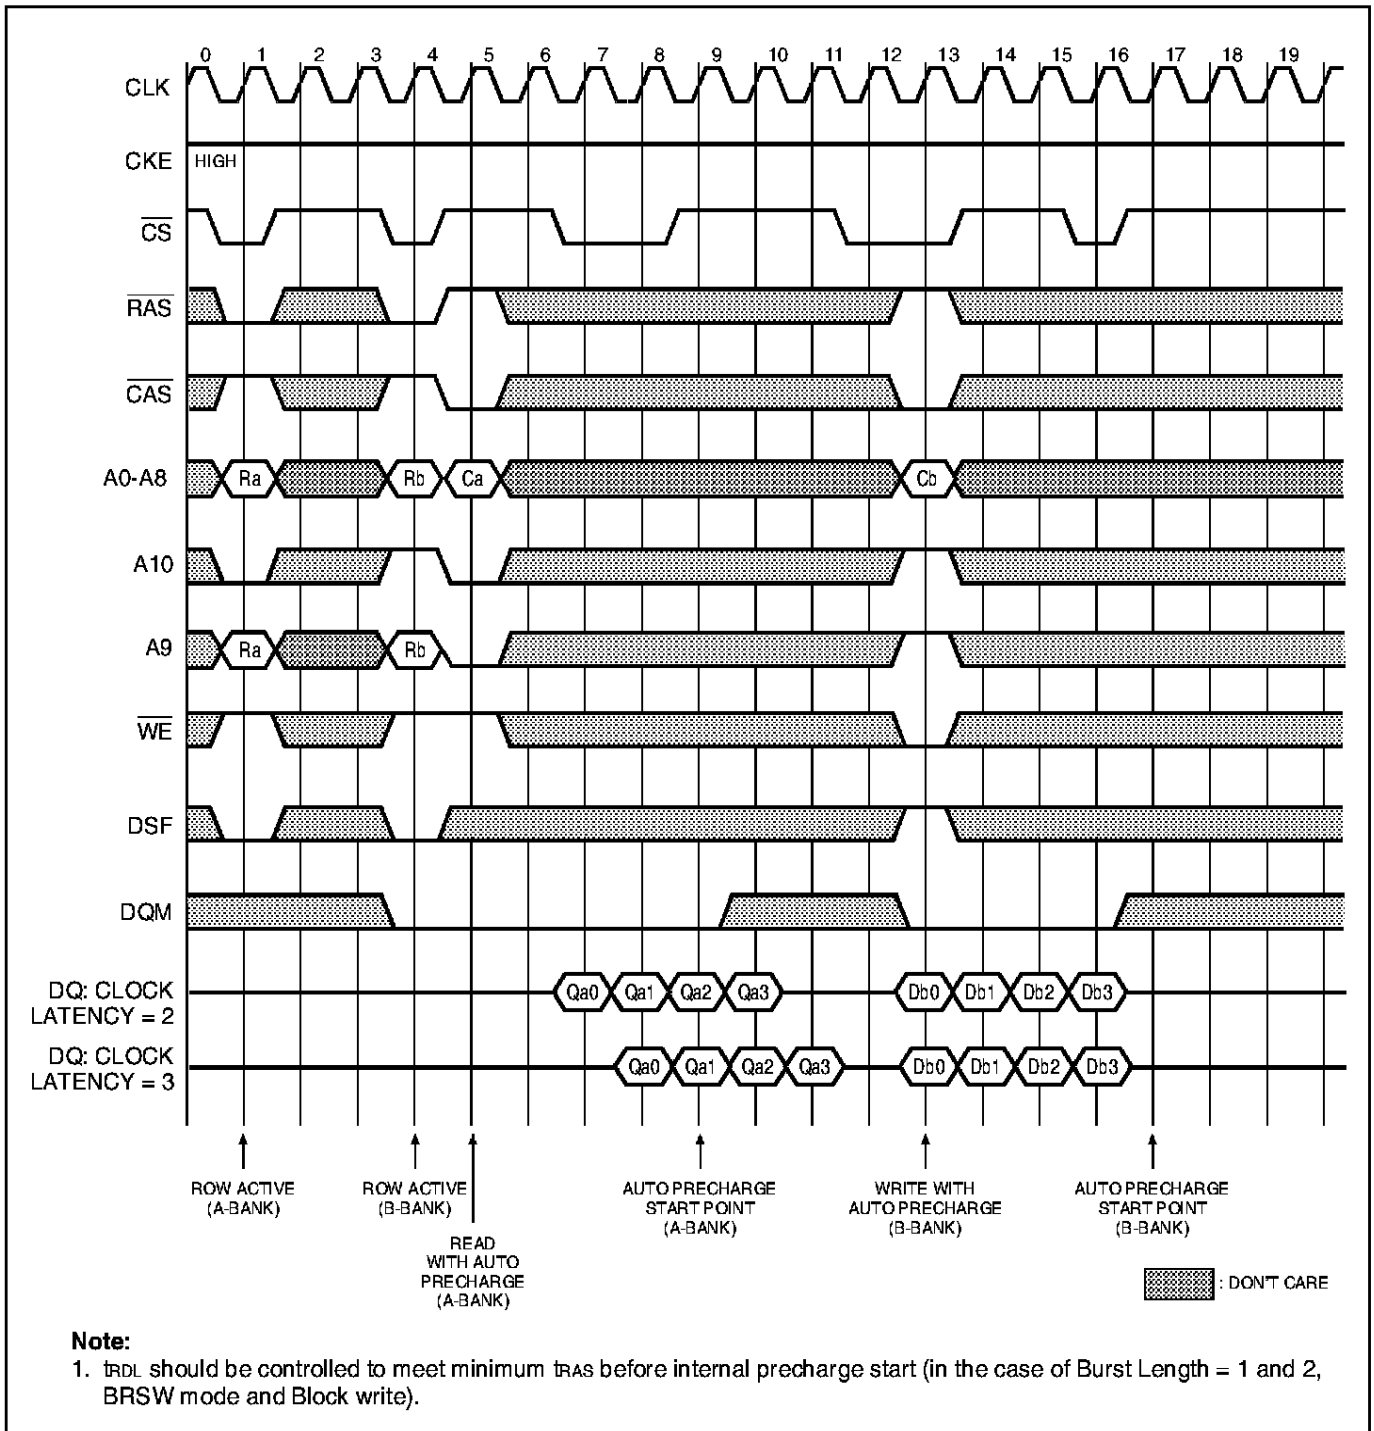 0 1 2 3 4 5 6 7 8 9 10 11 12 13 14 15 16 17 18 19
CLK
CKE HIGH
CS
RAS
CAS
A0-A8 Ra Rb Ca Cb
A10
A9 Ra Rb
WE
DSF
DQM
DQ: CLOCK
LATENCY = 2
Qa0 Qa1 Qa2 Qa3 Db0 Db1 Db2 Db3
DQ: CLOCK
LATENCY = 3
Qa0 Qa1 Qa2 Qa3 Db0 Db1 Db2 Db3
ROW ACTIVE
(A-BANK)
ROW ACTIVE
(B-BANK)
READ
WITH AUTO
PRECHARGE
(A-BANK)
AUTO PRECHARGE
START POINT
(A-BANK)
WRITE WITH
AUTO PRECHARGE
(B-BANK)
AUTO PRECHARGE
START POINT
(B-BANK)
: DON'T CARE
Note:
1. tRDL should be controlled to meet minimum tRAS before internal precharge start (in the case of Burst Length = 1 and 2,
BRSW mode and Block write).